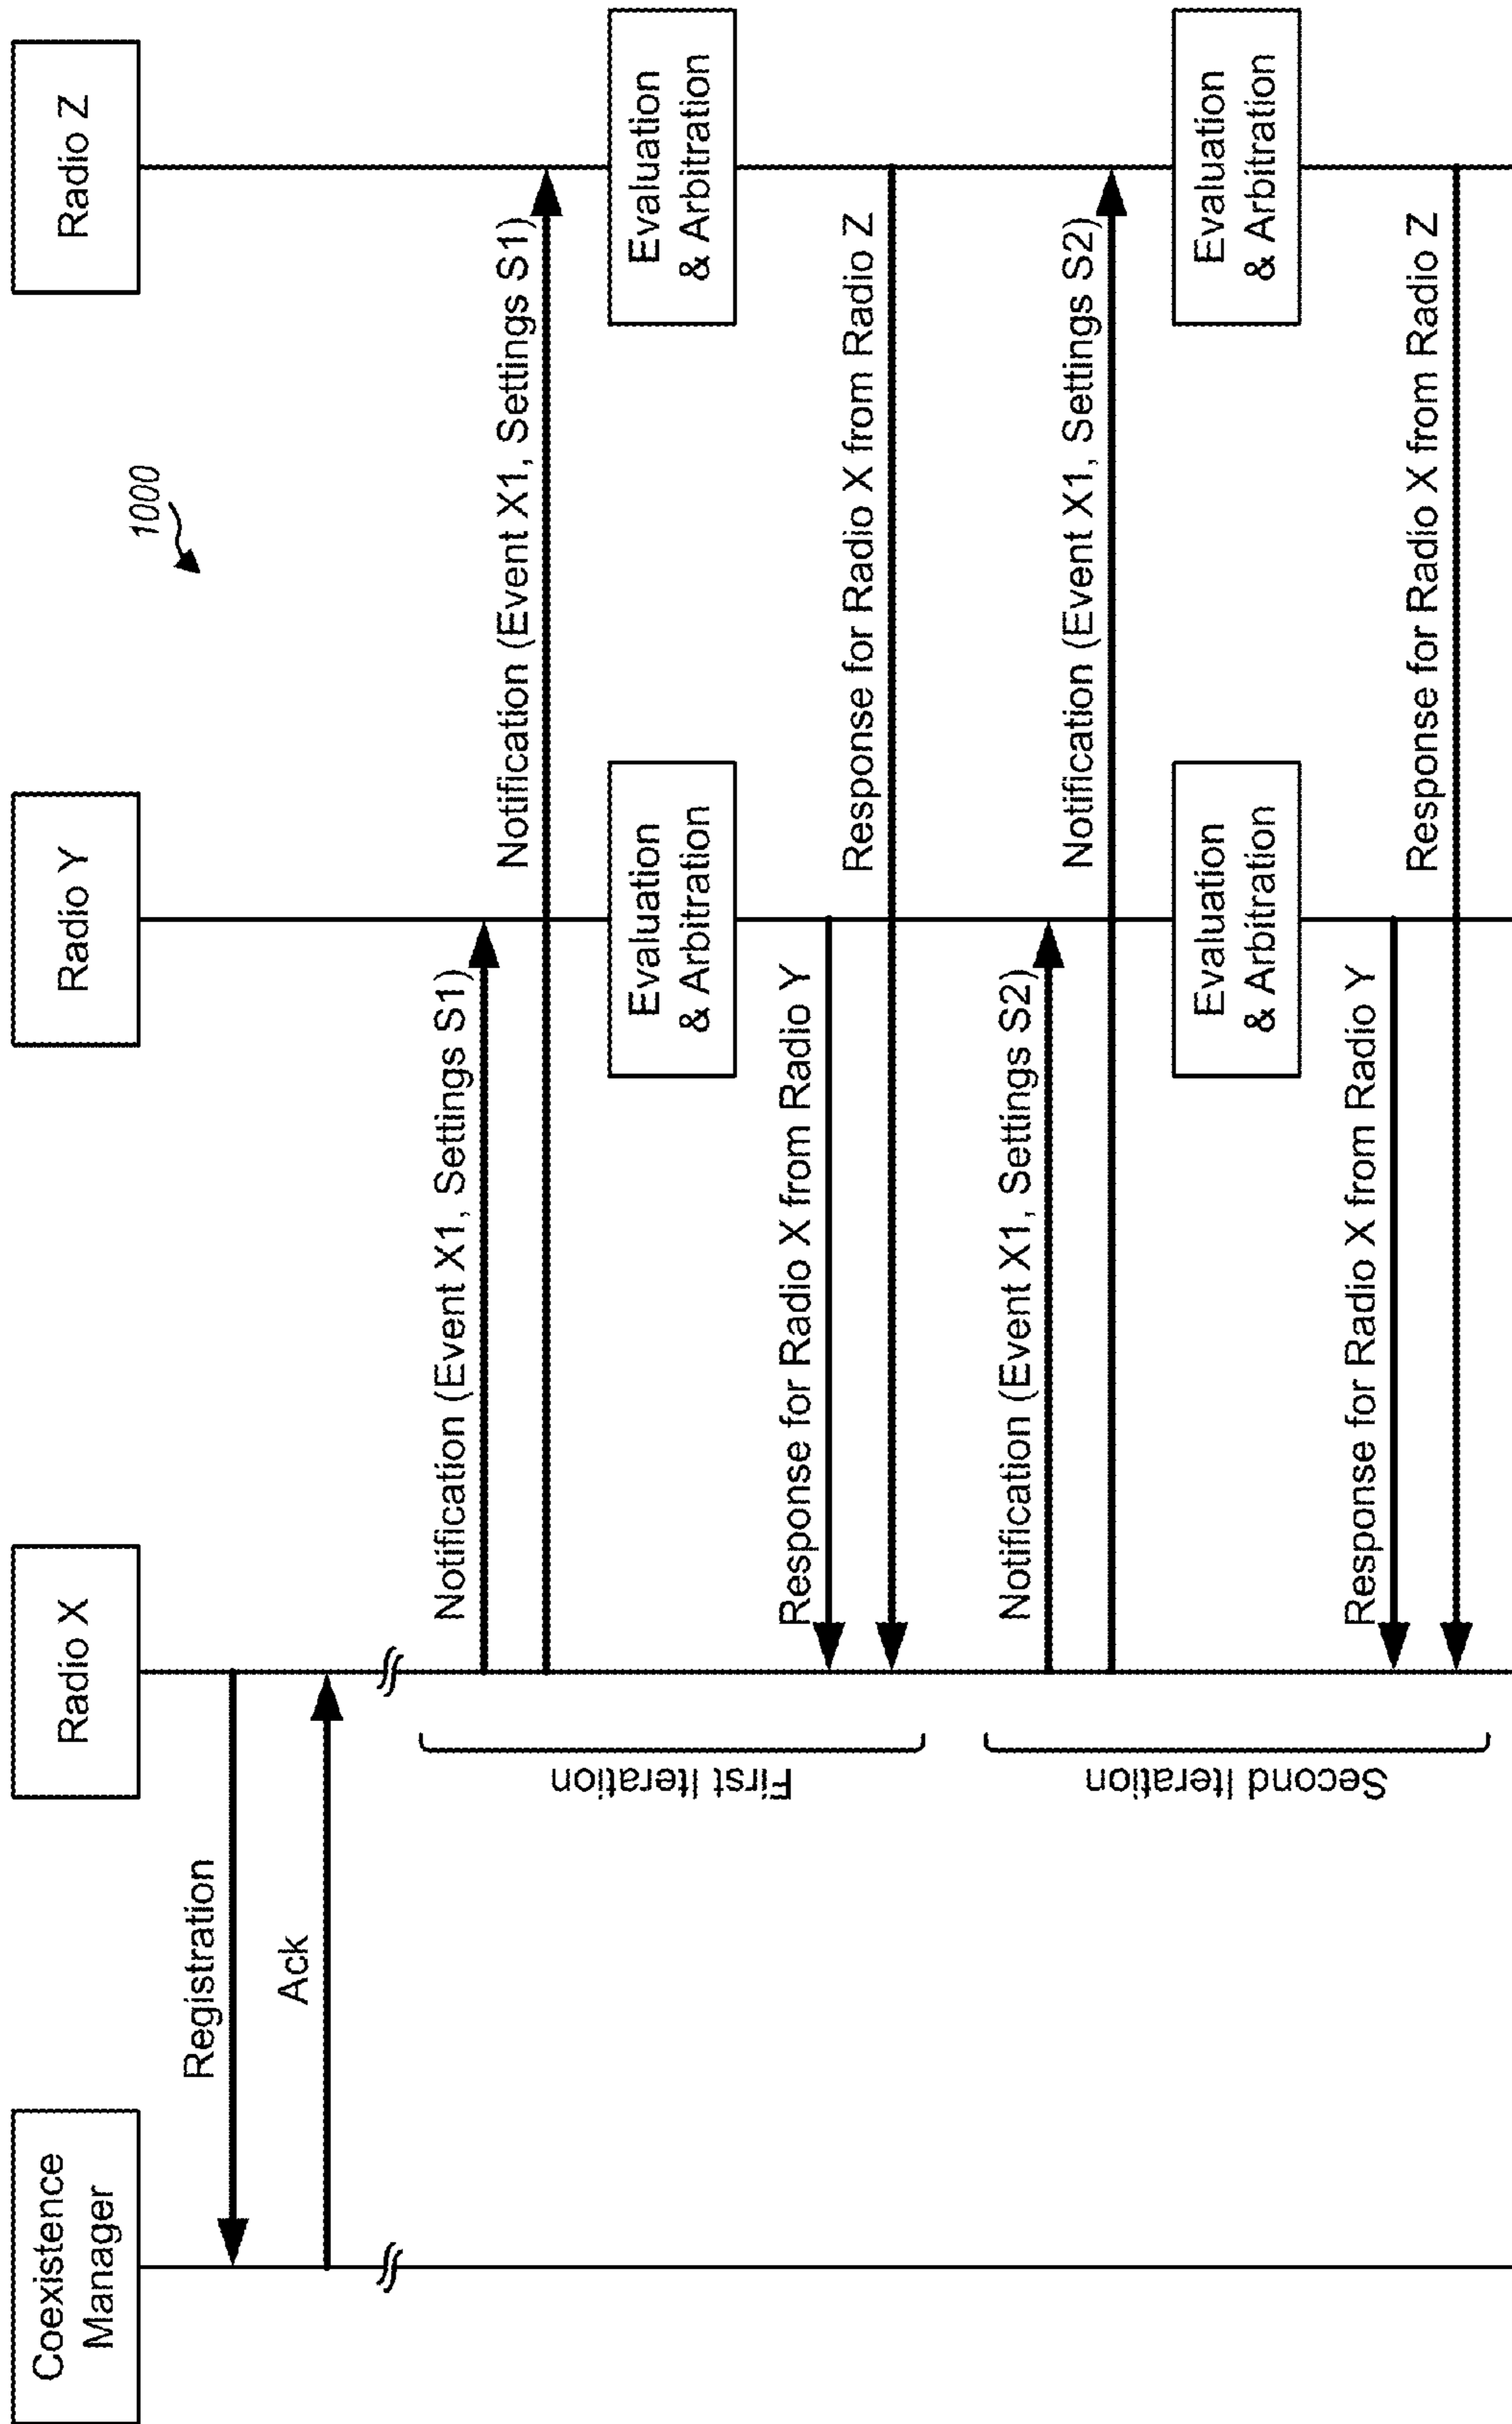 Coexistence
Manager
Radio X
Radio Y
Radio Z
1000
Registration
Ack
First Iteration
Notification (Event X1, Settings S1)
Notification (Event X1, Settings S1)
Evaluation
& Arbitration
Evaluation
& Arbitration
Response for Radio X from Radio Y
Response for Radio X from Radio Z
Second Iteration
Notification (Event X1, Settings S2)
Notification (Event X1, Settings S2)
Evaluation
& Arbitration
Evaluation
& Arbitration
Response for Radio X from Radio Y
Response for Radio X from Radio Z